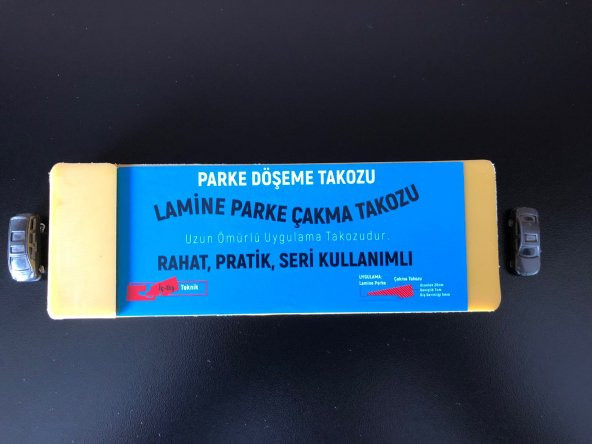 PARKE DÖŞEME TAKOZU
LAMİNE PARKE ÇAKMA TAKOZU
Uzun Ömürlü Uygulama Takozudur.
RAHAT, PRATİK, SERİ KULLANIMLI
İç-Dış Teknik
UYGULAMA:
Lamine Parke
Çakma Takozu